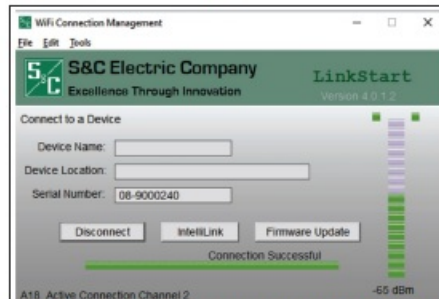 WiFi Connection Management
File Edit Tools
S&C S&C Electric Company
Excellence Through Innovation
LinkStart
Version 4.0.1.2
Connect to a Device
Device Name:
Device Location:
Serial Number: 08-9000240
Disconnect IntelliLink Firmware Update
Connection Successful
A18 Active Connection Channel 2
-65 dBm